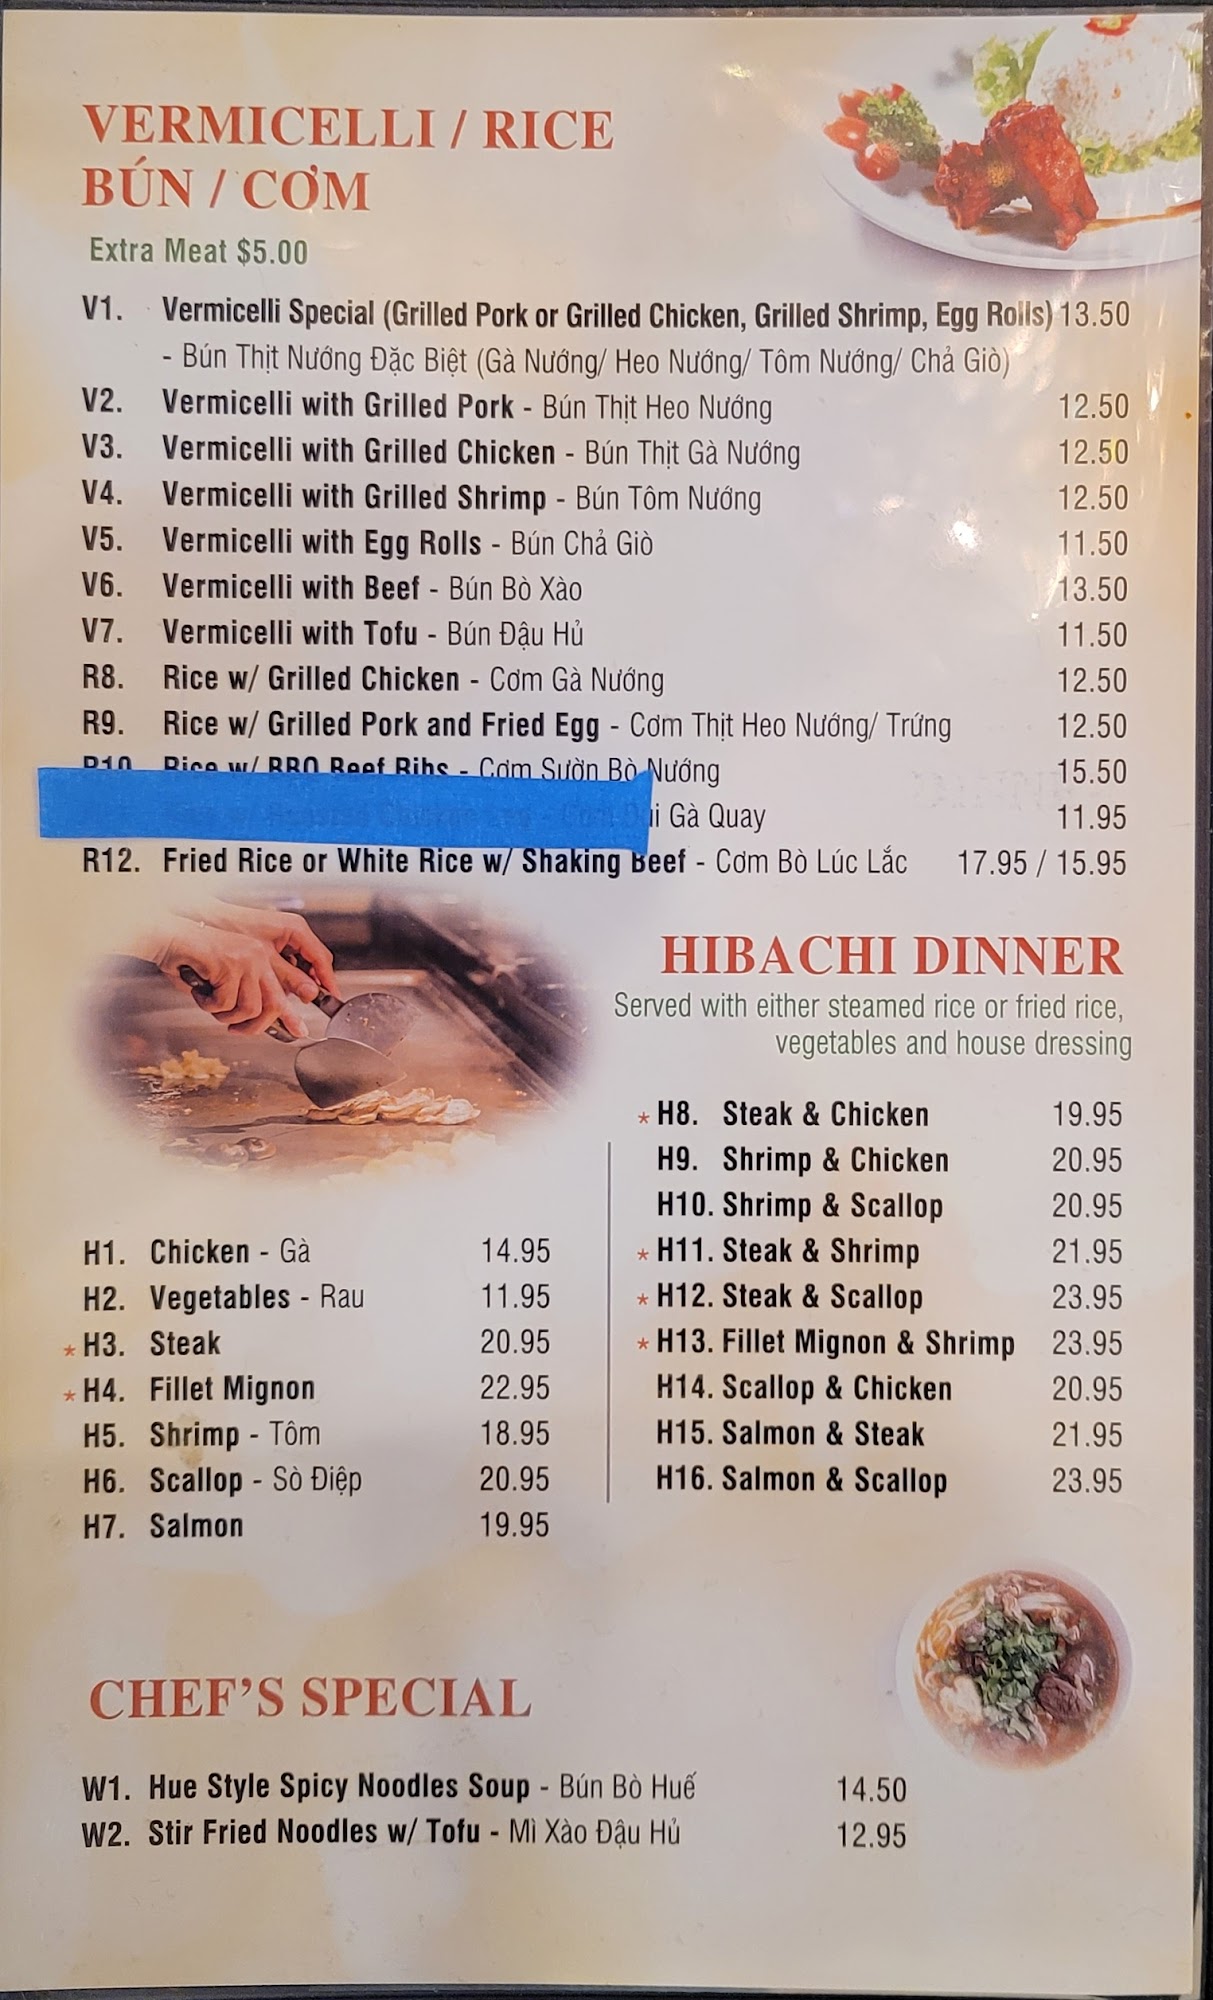 VERMICELLI / RICE
BÚN / CƠM
Extra Meat $5.00
V1. Vermicelli Special (Grilled Pork or Grilled Chicken, Grilled Shrimp, Egg Rolls) 13.50
- Bún Thịt Nướng Đặc Biệt (Gà Nướng/ Heo Nướng/ Tôm Nướng/ Chả Giò)
V2. Vermicelli with Grilled Pork - Bún Thịt Heo Nướng 12.50
V3. Vermicelli with Grilled Chicken - Bún Thịt Gà Nướng 12.50
V4. Vermicelli with Grilled Shrimp - Bún Tôm Nướng 12.50
V5. Vermicelli with Egg Rolls - Bún Chả Giò 11.50
V6. Vermicelli with Beef - Bún Bò Xào 13.50
V7. Vermicelli with Tofu - Bún Đậu Hủ 11.50
R8. Rice w/ Grilled Chicken - Cơm Gà Nướng 12.50
R9. Rice w/ Grilled Pork and Fried Egg - Cơm Thịt Heo Nướng/ Trứng 12.50
R10. Rice w/ BBQ Beef Ribs - Cơm Sườn Bò Nướng 15.50
Gà Quay 11.95
R12. Fried Rice or White Rice w/ Shaking Beef - Cơm Bò Lúc Lắc 17.95 / 15.95
HIBACHI DINNER
Served with either steamed rice or fried rice,
vegetables and house dressing
H1. Chicken - Gà 14.95
H2. Vegetables - Rau 11.95
* H3. Steak 20.95
* H4. Fillet Mignon 22.95
H5. Shrimp - Tôm 18.95
H6. Scallop - Sò Điệp 20.95
H7. Salmon 19.95
* H8. Steak & Chicken 19.95
H9. Shrimp & Chicken 20.95
H10. Shrimp & Scallop 20.95
* H11. Steak & Shrimp 21.95
* H12. Steak & Scallop 23.95
* H13. Fillet Mignon & Shrimp 23.95
H14. Scallop & Chicken 20.95
H15. Salmon & Steak 21.95
H16. Salmon & Scallop 23.95
CHEF'S SPECIAL
W1. Hue Style Spicy Noodles Soup - Bún Bò Huế 14.50
W2. Stir Fried Noodles w/ Tofu - Mì Xào Đậu Hủ 12.95